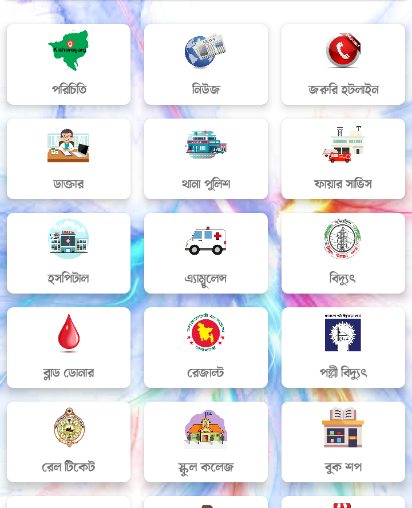 পরিচিতি
নিউজ
জরুরি হটলাইন
ডাক্তার
থানা পুলিশ
ফায়ার সার্ভিস
হসপিটাল
এ্যাম্বুলেন্স
বিদ্যুৎ
ব্লাড ডোনার
রেজাল্ট
পল্লী বিদ্যুৎ
রেল টিকেট
স্কুল কলেজ
বুক শপ